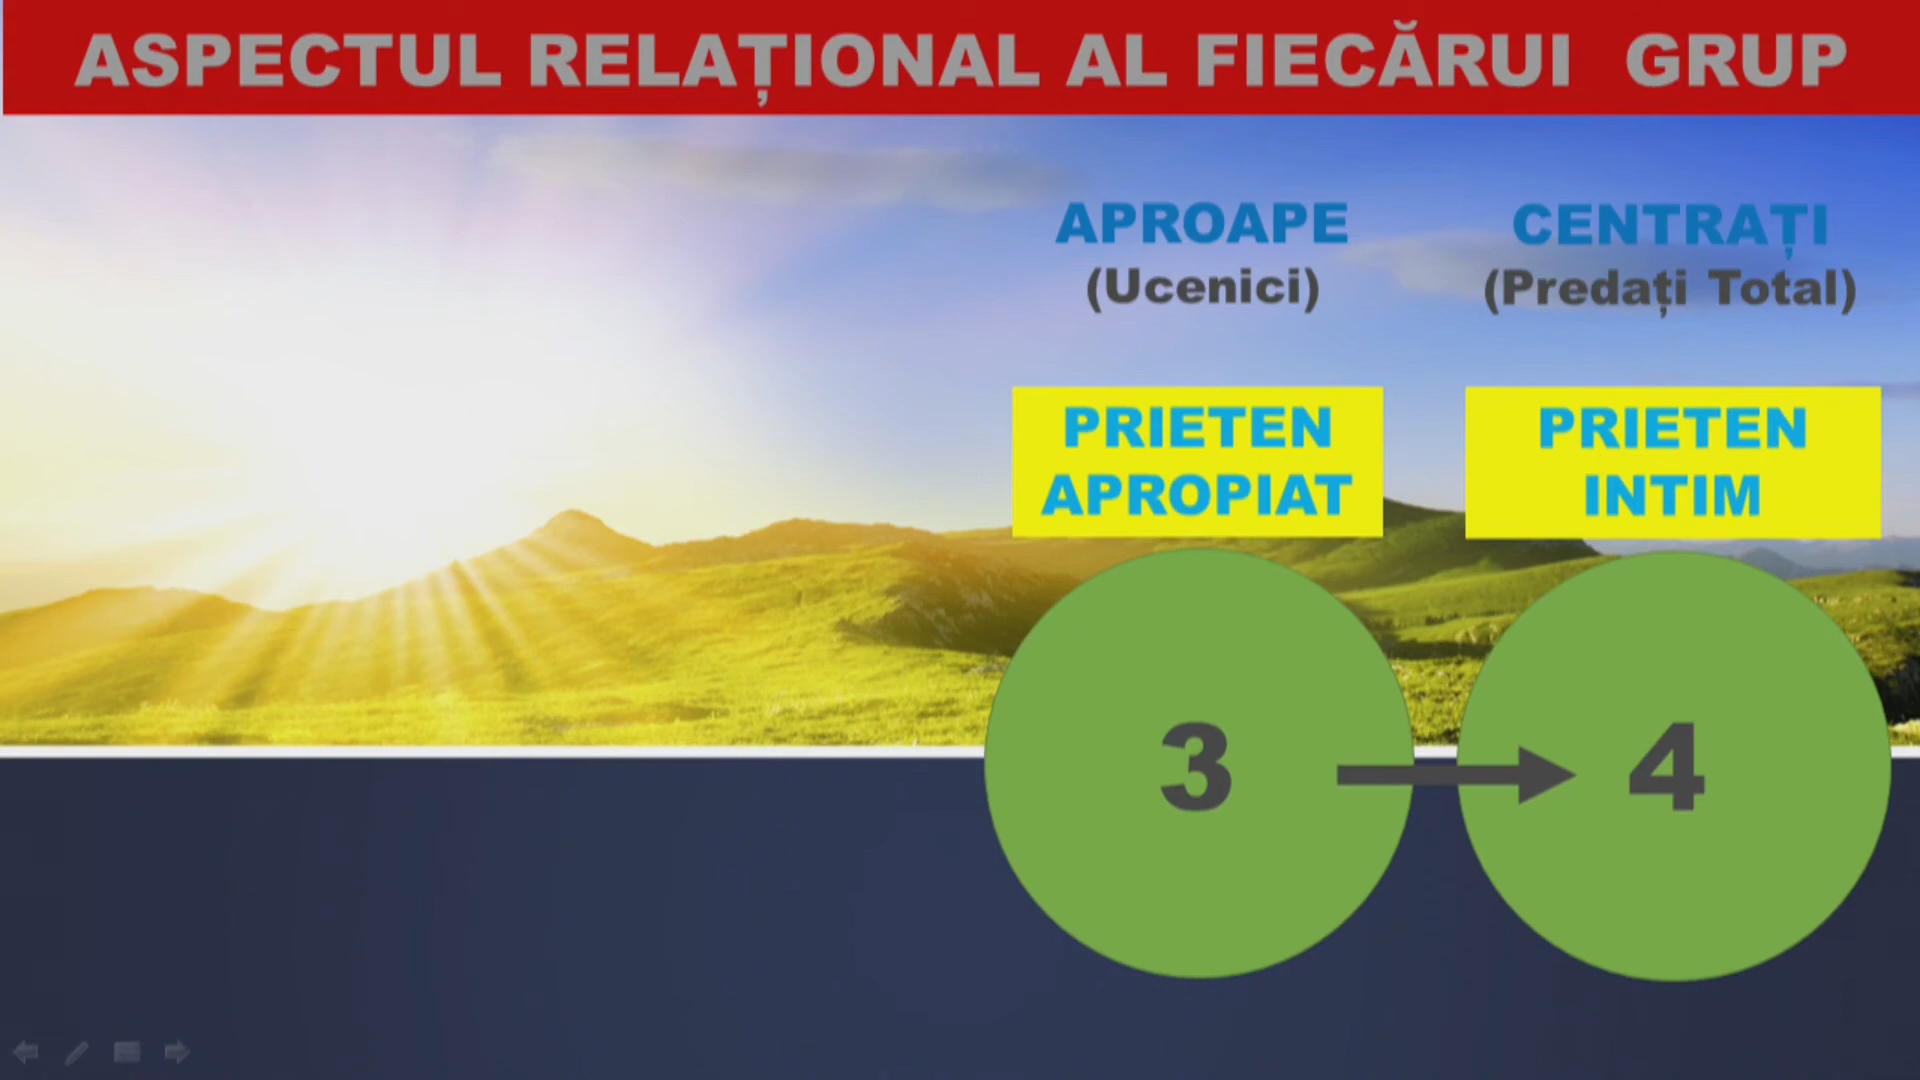 ASPECTUL RELAȚIONAL AL FIECĂRUI GRUP
APROAPE
(Ucenici)
CENTRAȚI
(Predați Total)
PRIETEN
APROPIAT
PRIETEN
INTIM
3
4